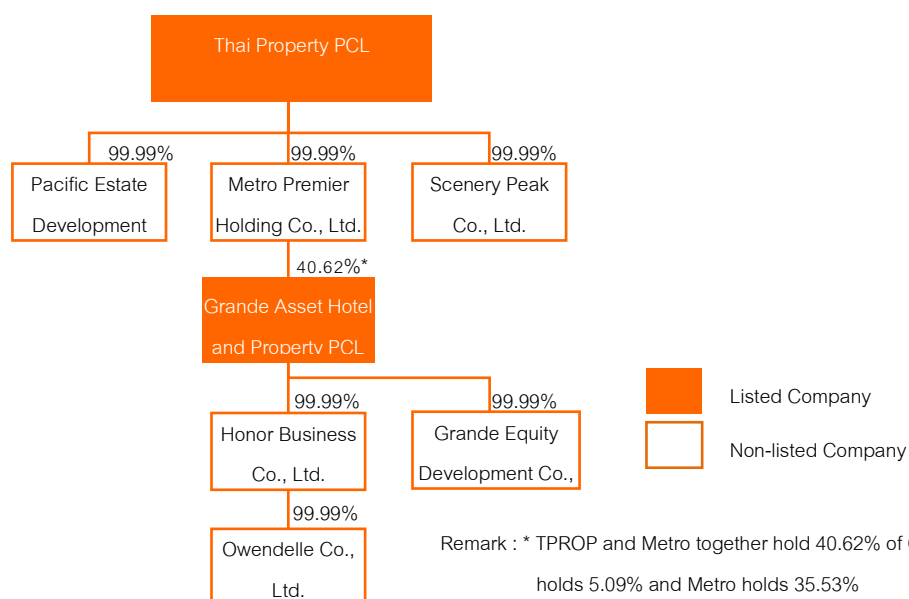 Thai Property PCL
99.99%
99.99%
99.99%
Pacific Estate
Development
Metro Premier
Holding Co., Ltd.
Scenery Peak
Co., Ltd.
40.62%*
Grande Asset Hotel
and Property PCL
99.99%
99.99%
Honor Business
Co., Ltd.
Grande Equity
Development Co.,
Listed Company
Non-listed Company
99.99%
Owendelle Co.,
Ltd.
Remark : * TPROP and Metro together hold 40.62% of
holds 5.09% and Metro holds 35.53%